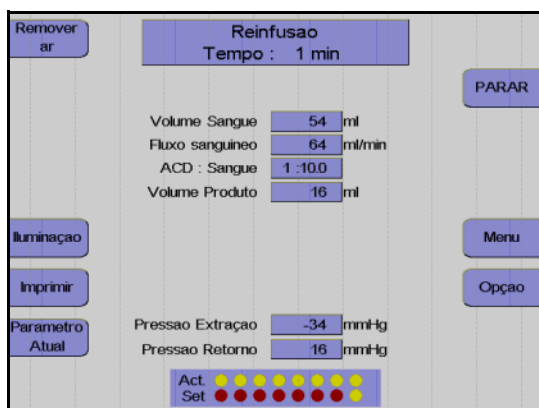 Remover
ar
Reinfusao
Tempo : 1 min
PARAR
Volume Sangue 54 ml
Fluxo sanguineo 64 ml/min
ACD : Sangue 1 :10.0
Volume Produto 16 ml
Iluminaçao
Menu
Imprimir
Opçao
Parametro
Atual
Pressao Extraçao -34 mmHg
Pressao Retorno 16 mmHg
Act.
Set